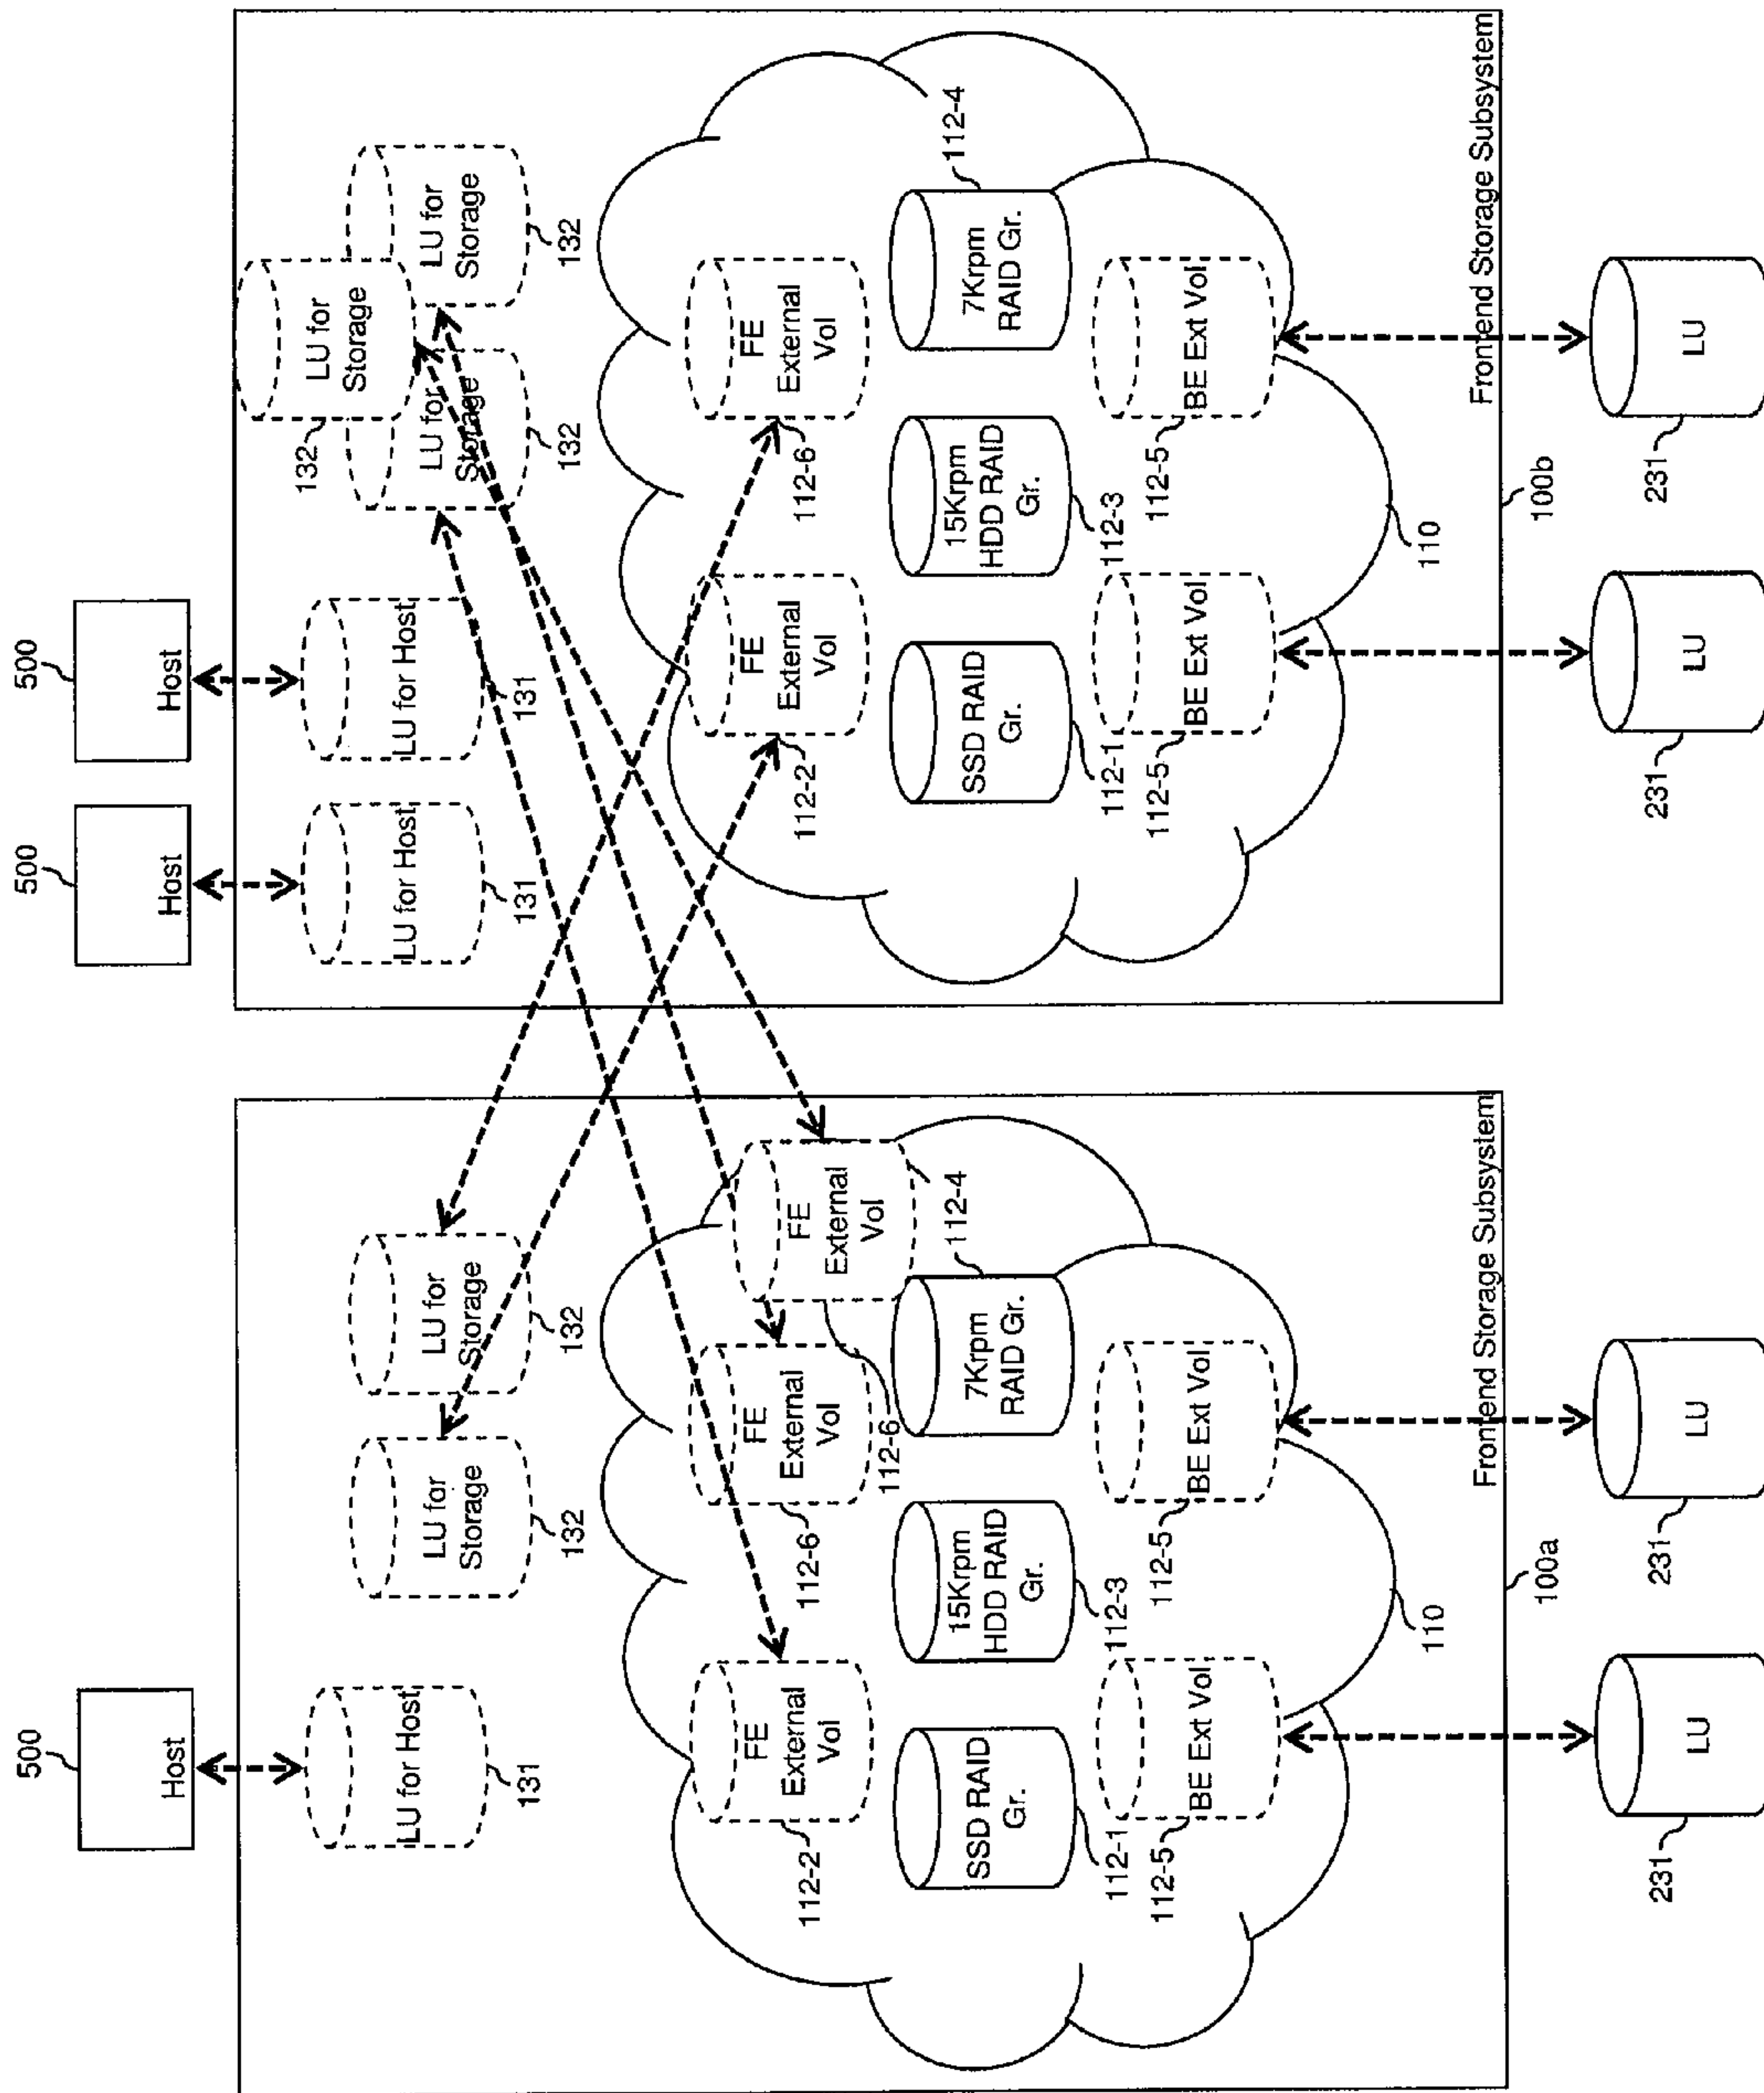 500
Host
LU for Host
131
LU for
Storage
132
LU for
Storage
132
FE
External
Vol
112-2
FE
External
Vol
112-6
FE
External
Vol
112-6
SSD RAID
Gr.
112-1
15Krpm
HDD RAID
Gr.
112-3
7Krpm
RAID Gr.
112-4
BE Ext Vol
112-5
BE Ext Vol
112-5
110
Frontend Storage Subsystem
100a
LU
231
LU
231
500
Host
LU for Host
131
500
Host
LU for Host
131
LU for
Storage
132
LU for
Storage
132
LU for
Storage
132
FE
External
Vol
112-2
FE
External
Vol
112-6
SSD RAID
Gr.
112-1
15Krpm
HDD RAID
Gr.
112-3
7Krpm
RAID Gr.
112-4
BE Ext Vol
112-5
BE Ext Vol
112-5
110
Frontend Storage Subsystem
100b
LU
231
LU
231